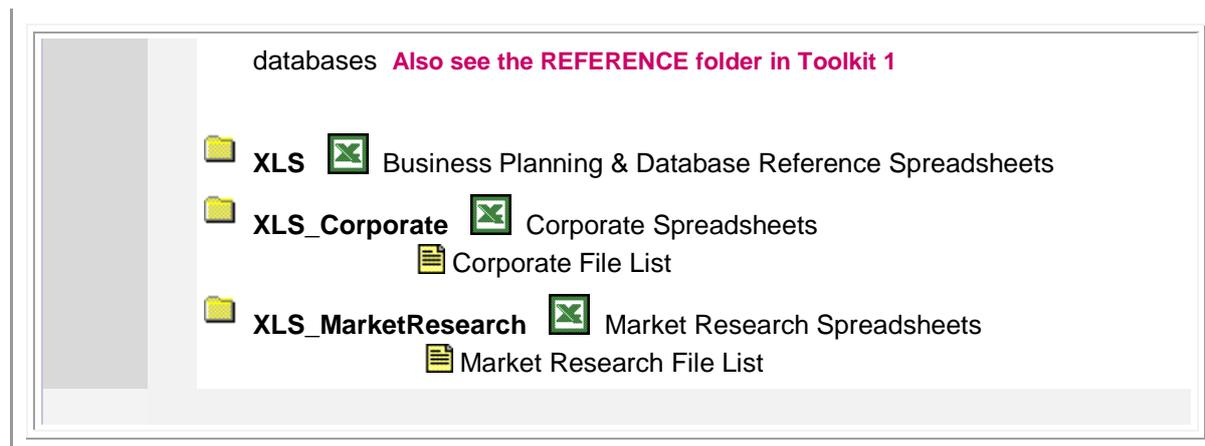 databases Also see the REFERENCE folder in Toolkit 1
XLS Business Planning & Database Reference Spreadsheets
XLS_Corporate Corporate Spreadsheets
Corporate File List
XLS_MarketResearch Market Research Spreadsheets
Market Research File List